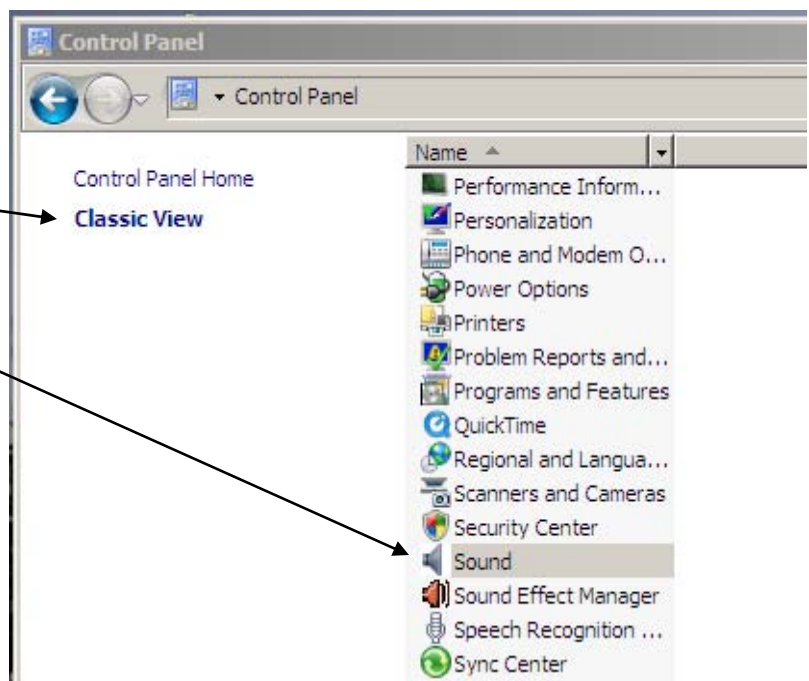 Control Panel
Control Panel
Control Panel Home
Classic View
Name
Performance Inform...
Personalization
Phone and Modem O...
Power Options
Printers
Problem Reports and...
Programs and Features
QuickTime
Regional and Langua...
Scanners and Cameras
Security Center
Sound
Sound Effect Manager
Speech Recognition ...
Sync Center